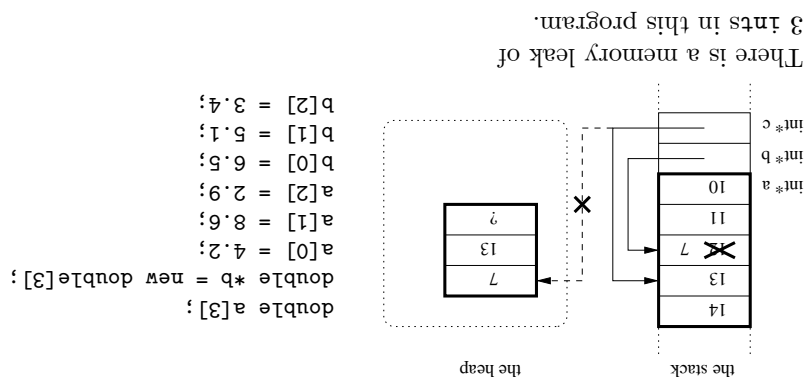 the stack
the heap
14
13
12 7
11
int* a 10
int* b
int* c
7
13
?
double a[3];
double *b = new double[3];
a[0] = 4.2;
a[1] = 8.6;
a[2] = 2.9;
b[0] = 6.5;
b[1] = 5.1;
b[2] = 3.4;
There is a memory leak of
3 ints in this program.